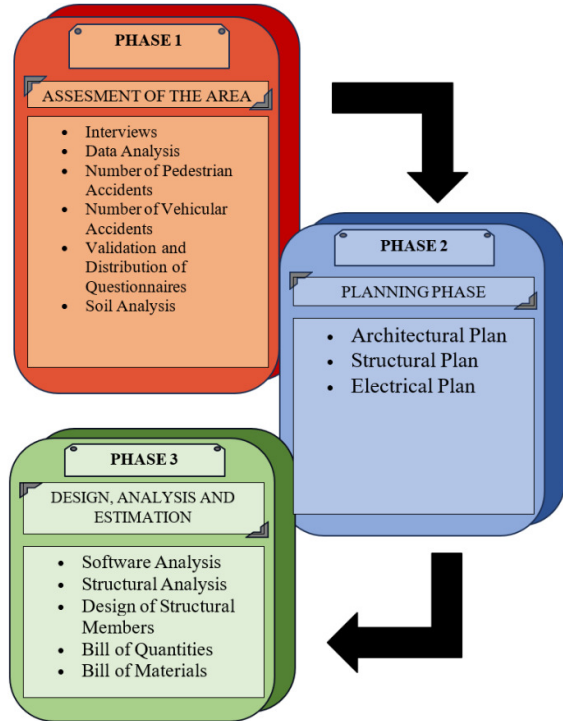 PHASE 1
ASSESMENT OF THE AREA
• Interviews
• Data Analysis
• Number of Pedestrian
Accidents
• Number of Vehicular
Accidents
• Validation and
Distribution of
Questionnaires
• Soil Analysis
PHASE 2
PLANNING PHASE
• Architectural Plan
• Structural Plan
• Electrical Plan
PHASE 3
DESIGN, ANALYSIS AND
ESTIMATION
• Software Analysis
• Structural Analysis
• Design of Structural
Members
• Bill of Quantities
• Bill of Materials